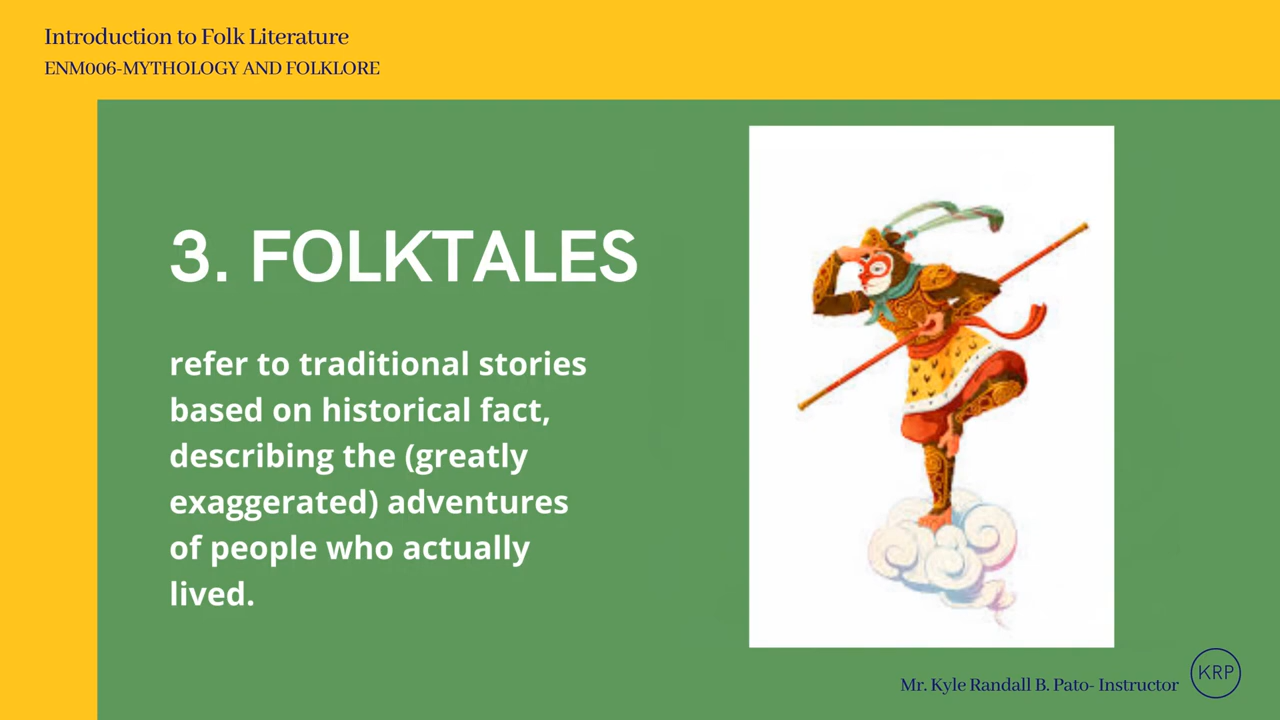 Introduction to Folk Literature
ENM006-MYTHOLOGY AND FOLKLORE
3. FOLKTALES
refer to traditional stories
based on historical fact,
describing the (greatly
exaggerated) adventures
of people who actually
lived.
Mr. Kyle Randall B. Pato- Instructor
KRP